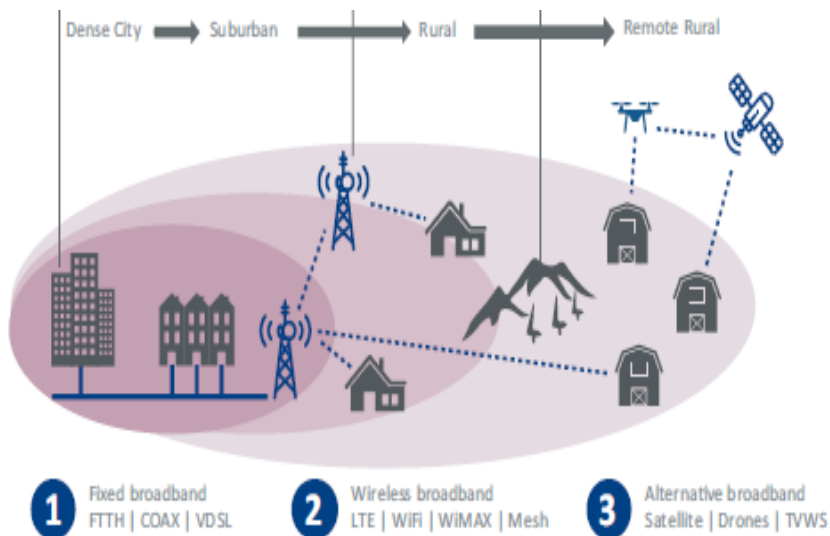 Dense City Suburban Rural Remote Rural
1 Fixed broadband
FTTH | COAX | VDSL
2 Wireless broadband
LTE | WiFi | WiMAX | Mesh
3 Alternative broadband
Satellite | Drones | TVWS